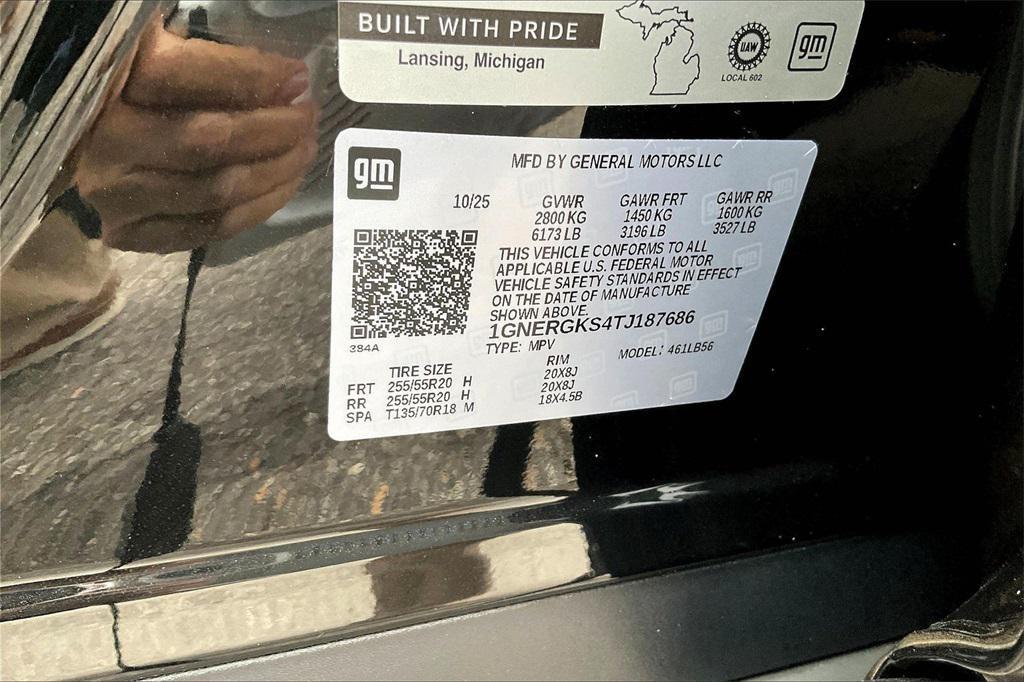 BUILT WITH PRIDE
Lansing, Michigan
UAW
LOCAL 602
gm
gm
MFD BY GENERAL MOTORS LLC
10/25 GVWR GAWR FRT GAWR RR
2800 KG 1450 KG 1600 KG
6173 LB 3196 LB 3527 LB
THIS VEHICLE CONFORMS TO ALL
APPLICABLE U.S. FEDERAL MOTOR
VEHICLE SAFETY STANDARDS IN EFFECT
ON THE DATE OF MANUFACTURE
SHOWN ABOVE.
1GNERGKS4TJ187686
384A
TYPE: MPV MODEL: 461LB56
TIRE SIZE RIM
FRT 255/55R20 H 20X8J
RR 255/55R20 H 20X8J
SPA T135/70R18 M 18X4.5B